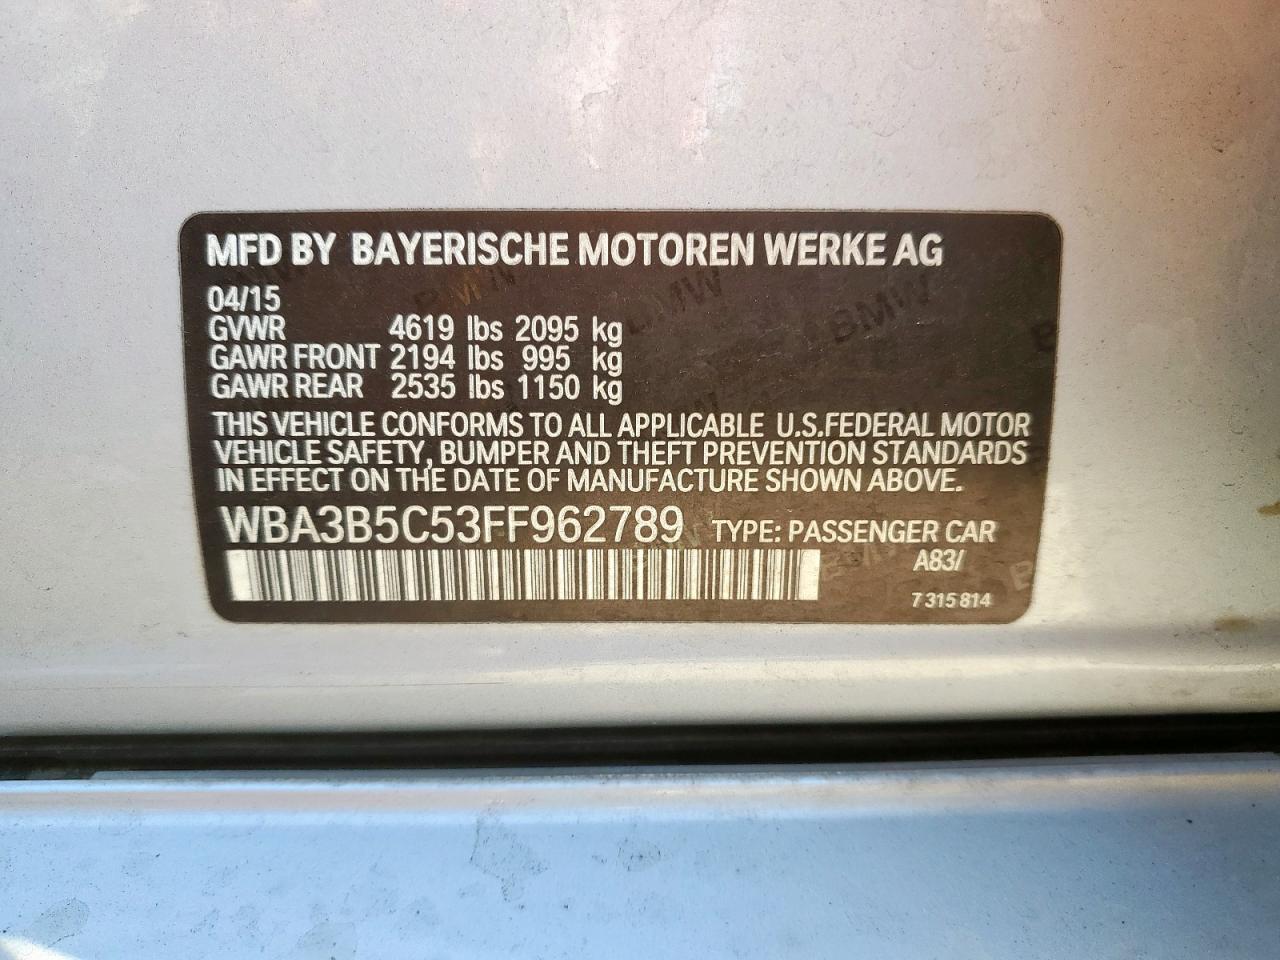 MFD BY BAYERISCHE MOTOREN WERKE AG
04/15
GVWR 4619 lbs 2095 kg
GAWR FRONT 2194 lbs 995 kg
GAWR REAR 2535 lbs 1150 kg
THIS VEHICLE CONFORMS TO ALL APPLICABLE U.S.FEDERAL MOTOR
VEHICLE SAFETY, BUMPER AND THEFT PREVENTION STANDARDS
IN EFFECT ON THE DATE OF MANUFACTURE SHOWN ABOVE.
WBA3B5C53FF962789 TYPE: PASSENGER CAR
A83/
7 315 814